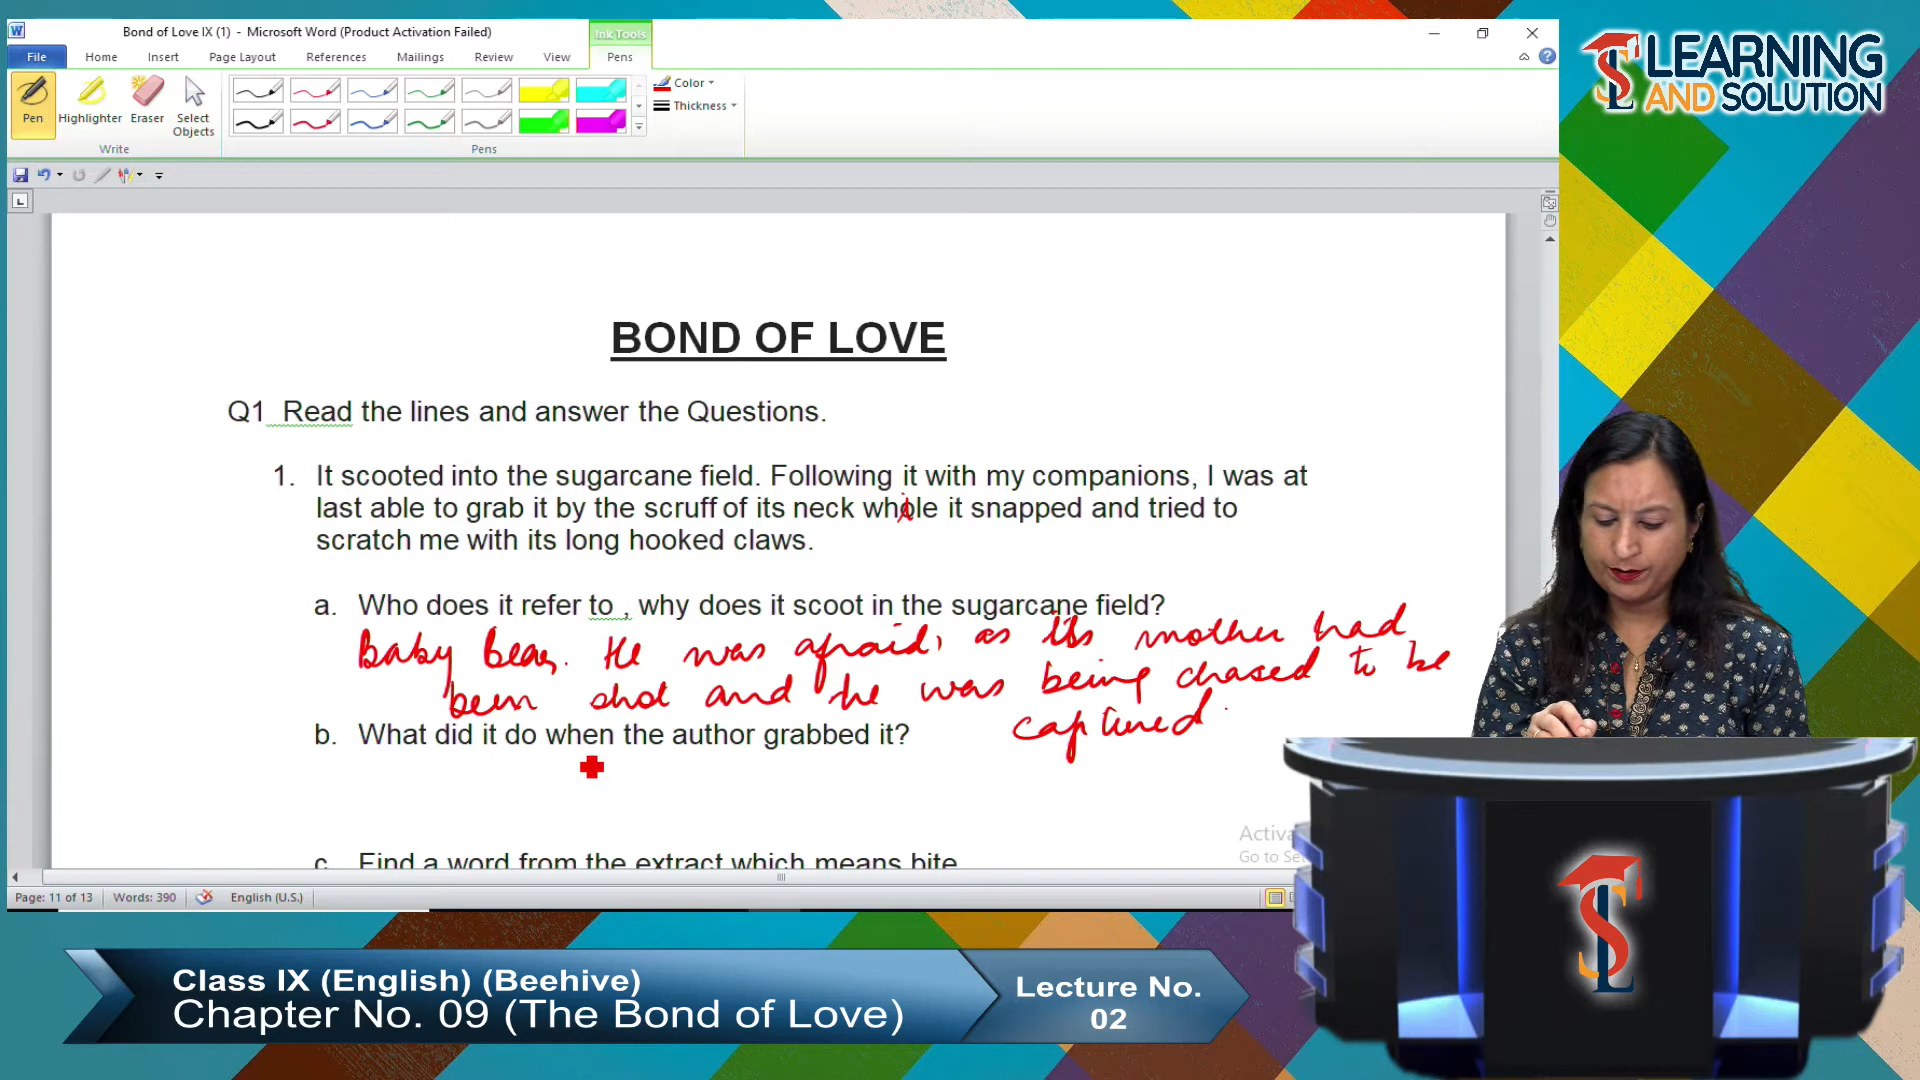 Bond of Love IX (1) - Microsoft Word (Product Activation Failed)
Ink Tools
File Home Insert Page Layout References Mailings Review View Pens
Pen Highlighter Eraser Select Objects
Color
Thickness
Write
Pens
LEARNING
AND SOLUTION
BOND OF LOVE
Q1 Read the lines and answer the Questions.
1. It scooted into the sugarcane field. Following it with my companions, I was at
last able to grab it by the scruff of its neck while it snapped and tried to
scratch me with its long hooked claws.
a. Who does it refer to , why does it scoot in the sugarcane field?
Baby Bear. He was afraid, as its mother had
been shot and he was being chased to be
captured.
b. What did it do when the author grabbed it?
c. Find a word from the extract which means bite
Activa
Go to Se
Page: 11 of 13 Words: 390 English (U.S.)
Class IX (English) (Beehive)
Chapter No. 09 (The Bond of Love)
Lecture No.
02